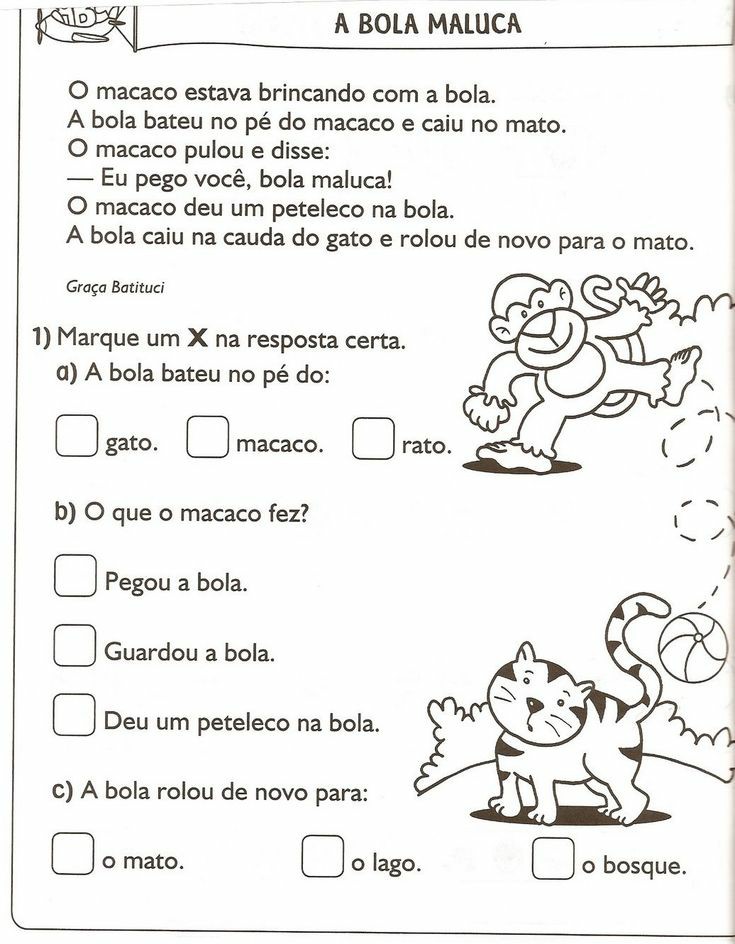 A BOLA MALUCA
O macaco estava brincando com a bola.
A bola bateu no pé do macaco e caiu no mato.
O macaco pulou e disse:
— Eu pego você, bola maluca!
O macaco deu um peteleco na bola.
A bola caiu na cauda do gato e rolou de novo para o mato.
Graça Batituci
1) Marque um X na resposta certa.
a) A bola bateu no pé do:
gato. macaco. rato.
b) O que o macaco fez?
Pegou a bola.
Guardou a bola.
Deu um peteleco na bola.
c) A bola rolou de novo para:
o mato. o lago. o bosque.